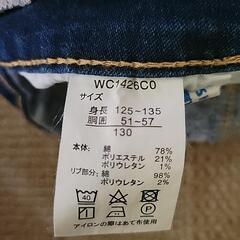 WC1426C0
サイズ
身長 125~135
胴囲 51~57
130
本体: 綿 78%
ポリエステル 21%
ポリウレタン 1%
リブ部分: 綿 98%
ポリウレタン 2%
40
アイロンの際はあて布使用